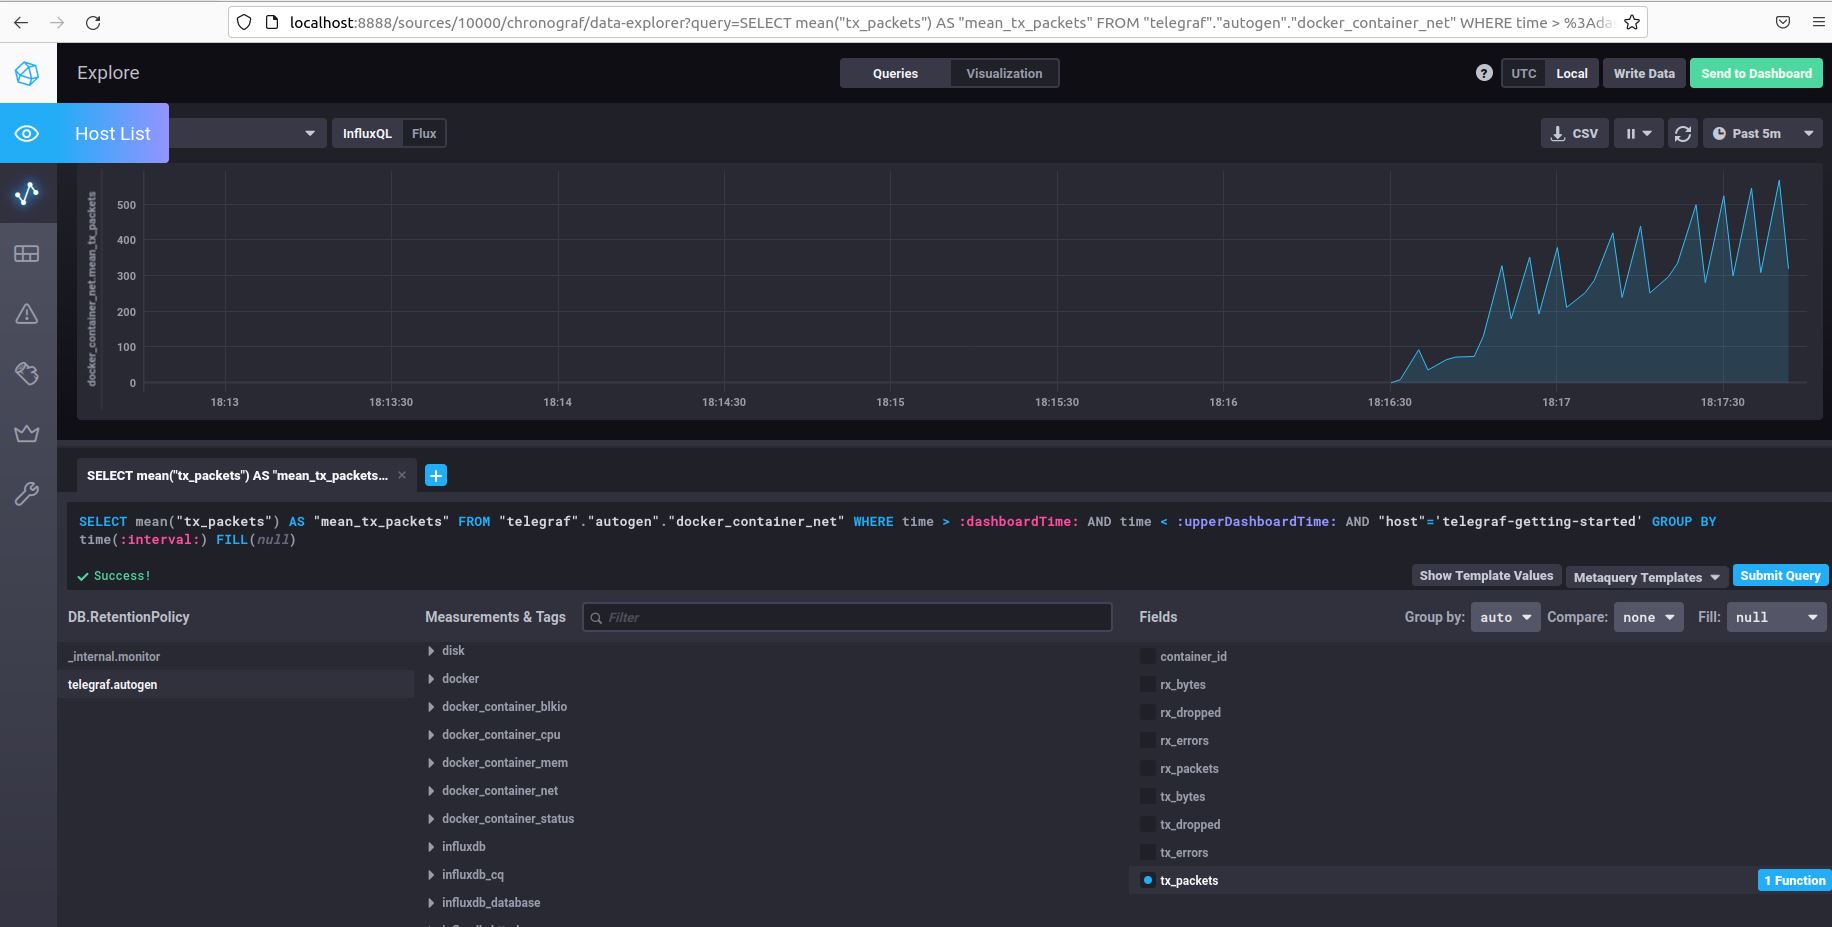 localhost:8888/sources/10000/chronograf/data-explorer?query=SELECT mean("tx_packets") AS "mean_tx_packets" FROM "telegraf"."autogen"."docker_container_net" WHERE time > %3Ada
Explore
Queries
Visualization
?
UTC
Local
Write Data
Send to Dashboard
Host List
InfluxQL
Flux
CSV
Past 5m
docker_container_net.mean_tx_packets
500
400
300
200
100
0
18:13
18:13:30
18:14
18:14:30
18:15
18:15:30
18:16
18:16:30
18:17
18:17:30
SELECT mean("tx_packets") AS "mean_tx_packets...
SELECT mean("tx_packets") AS "mean_tx_packets" FROM "telegraf"."autogen"."docker_container_net" WHERE time > :dashboardTime: AND time < :upperDashboardTime: AND "host"='telegraf-getting-started' GROUP BY
time(:interval:) FILL(null)
Success!
Show Template Values
Metaquery Templates
Submit Query
DB.RetentionPolicy
Measurements & Tags
Filter
Fields
Group by:
auto
Compare:
none
Fill:
null
_internal.monitor
telegraf.autogen
disk
docker
docker_container_blkio
docker_container_cpu
docker_container_mem
docker_container_net
docker_container_status
influxdb
influxdb_cq
influxdb_database
container_id
rx_bytes
rx_dropped
rx_errors
rx_packets
tx_bytes
tx_dropped
tx_errors
tx_packets
1 Function